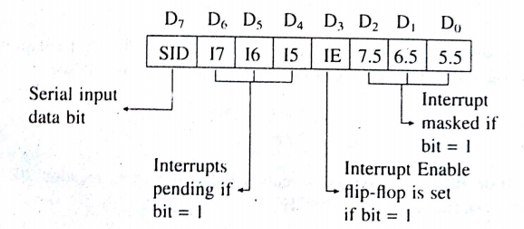 D7 D6 D5 D4 D3 D2 D1 D0
SID I7 I6 I5 IE 7.5 6.5 5.5
Serial input
data bit
Interrupts
pending if
bit = 1
Interrupt Enable
flip-flop is set
if bit = 1
Interrupt
masked if
bit = 1